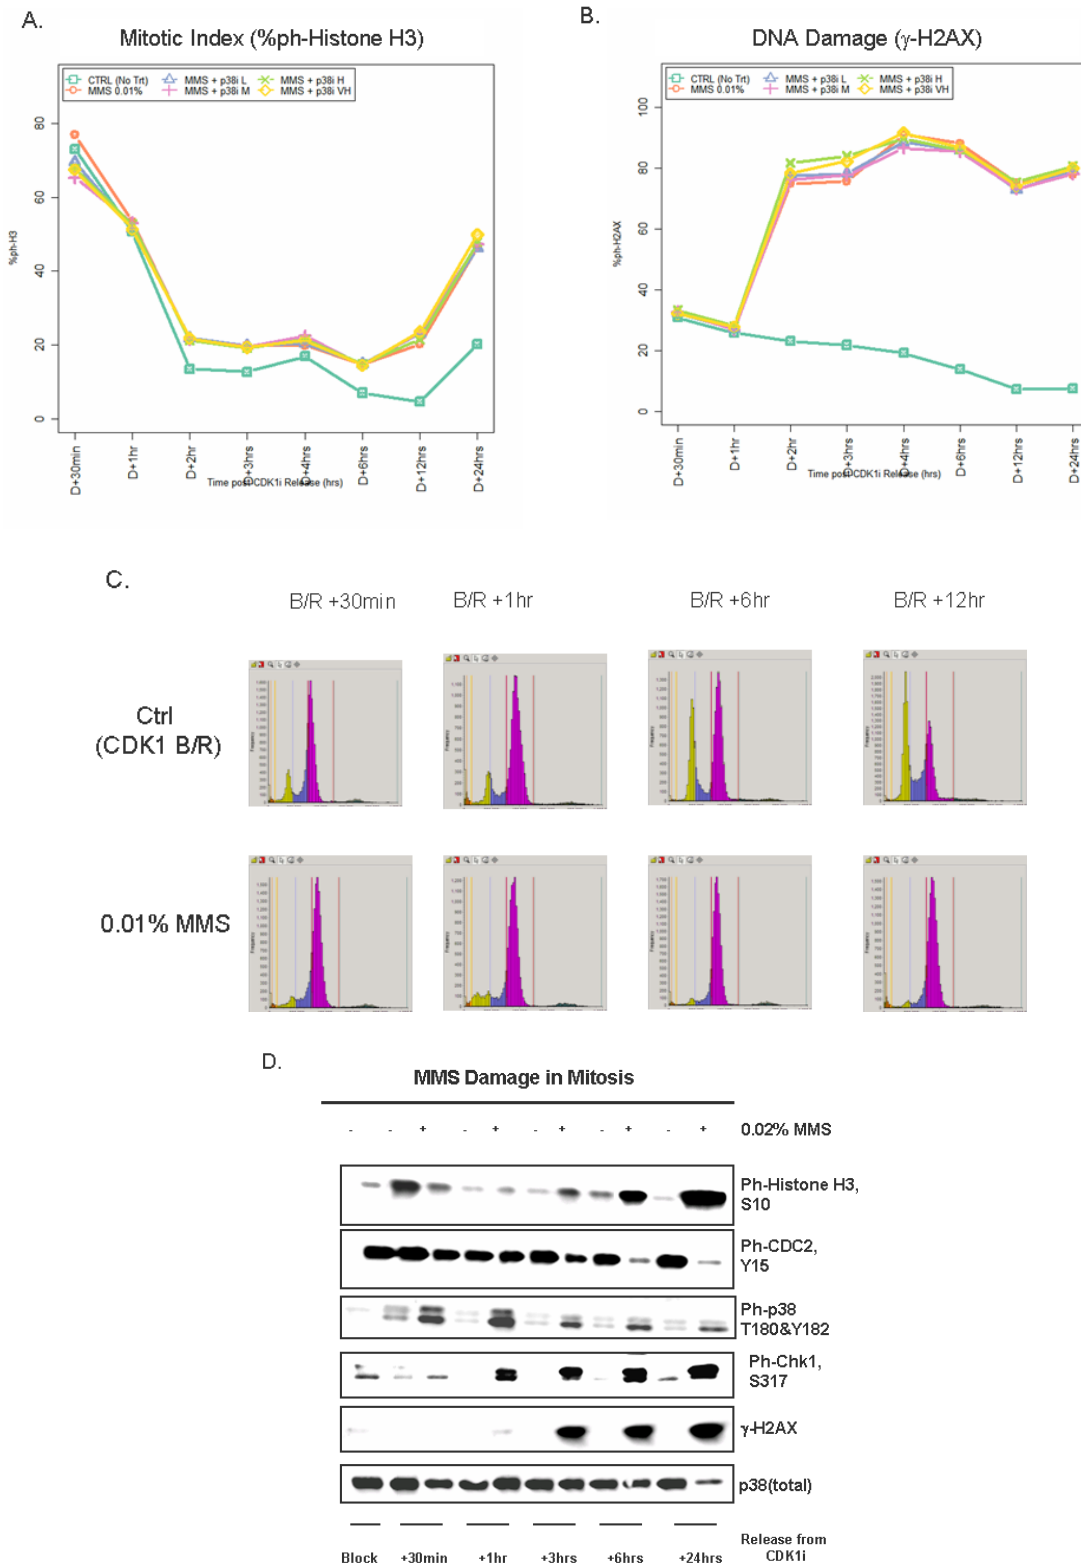 A.
Mitotic Index (%ph-Histone H3)
CTRL (No Trt)
MMS 0.01%
MMS + p38i L
MMS + p38i M
MMS + p38i H
MMS + p38i VH
%ph-H3
0
20
40
60
80
D+30min
D+1hr
D+2hr
D+3hrs
D+4hrs
D+6hrs
D+12hrs
D+24hrs
Time post CDK1i Release (hrs)
B.
DNA Damage (γ-H2AX)
CTRL (No Trt)
MMS 0.01%
MMS + p38i L
MMS + p38i M
MMS + p38i H
MMS + p38i VH
%ph-H2AX
0
20
40
60
80
100
D+30min
D+1hr
D+2hr
D+3hrs
D+4hrs
D+6hrs
D+12hrs
D+24hrs
Time post CDK1i Release (hrs)
C.
B/R +30min
B/R +1hr
B/R +6hr
B/R +12hr
Ctrl
(CDK1 B/R)
0.01% MMS
Frequency
D.
MMS Damage in Mitosis
- - + - + - + - + - + 0.02% MMS
Ph-Histone H3,
S10
Ph-CDC2,
Y15
Ph-p38
T180&Y182
Ph-Chk1,
S317
γ-H2AX
p38(total)
Block +30min +1hr +3hrs +6hrs +24hrs
Release from
CDK1i